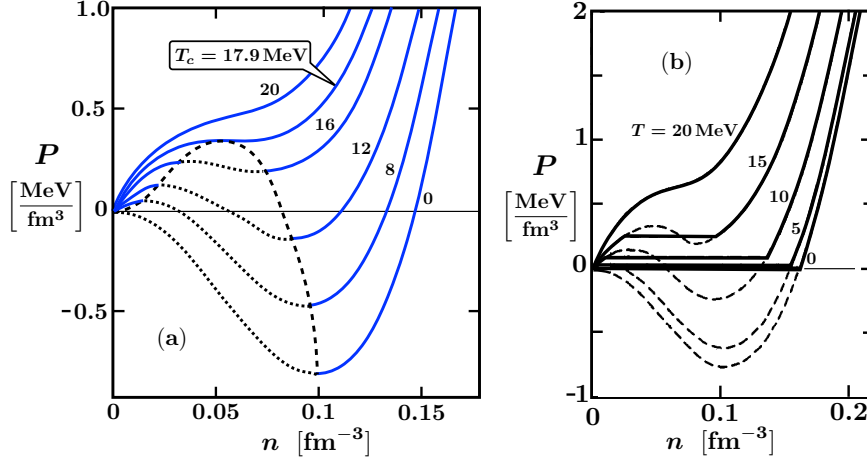 1.0
T_c = 17.9 MeV
20
16
12
8
0
0.5
P
[MeV/fm³]
0
-0.5
(a)
0
0.05
0.1
0.15
n [fm⁻³]
2
(b)
T = 20 MeV
15
10
5
0
1
P
[MeV/fm³]
0
-1
0
0.1
0.2
n [fm⁻³]